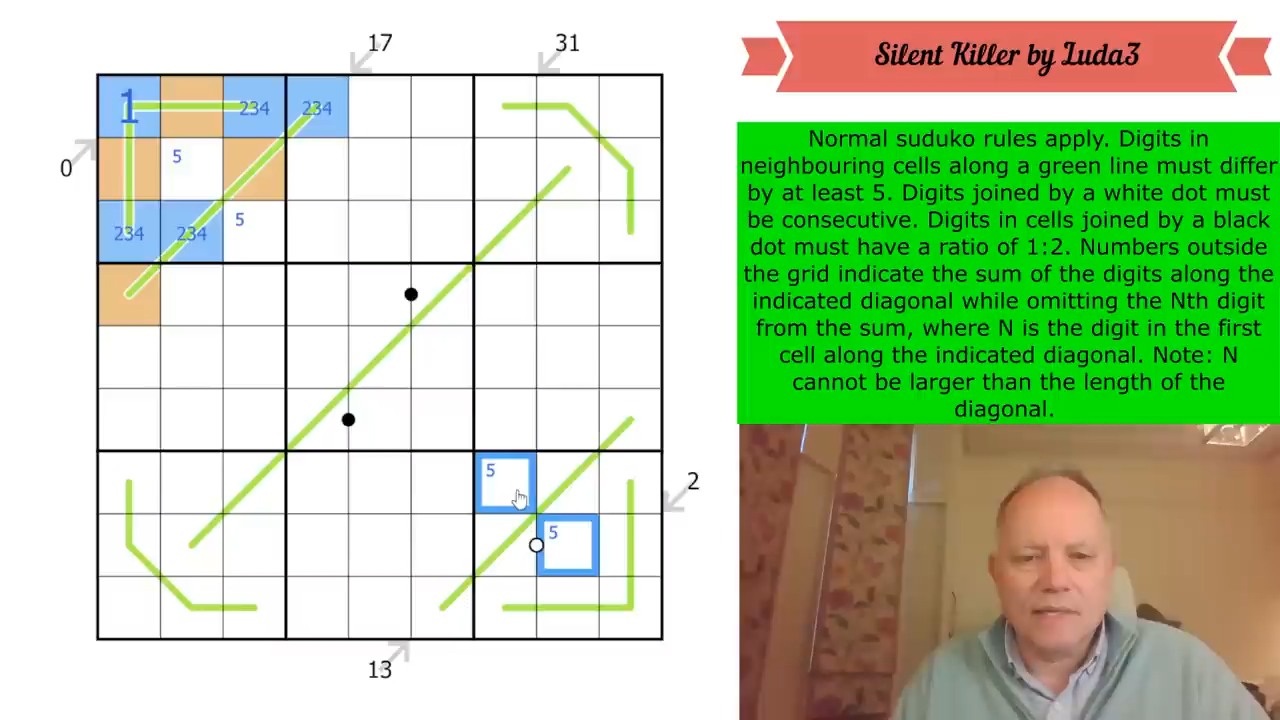 Silent Killer by Luda3
17
31
1
234
234
0
5
234
234
5
Normal suduko rules apply. Digits in
neighbouring cells along a green line must differ
by at least 5. Digits joined by a white dot must
be consecutive. Digits in cells joined by a black
dot must have a ratio of 1:2. Numbers outside
the grid indicate the sum of the digits along the
indicated diagonal while omitting the Nth digit
from the sum, where N is the digit in the first
cell along the indicated diagonal. Note: N
cannot be larger than the length of the
diagonal.
5
2
5
13